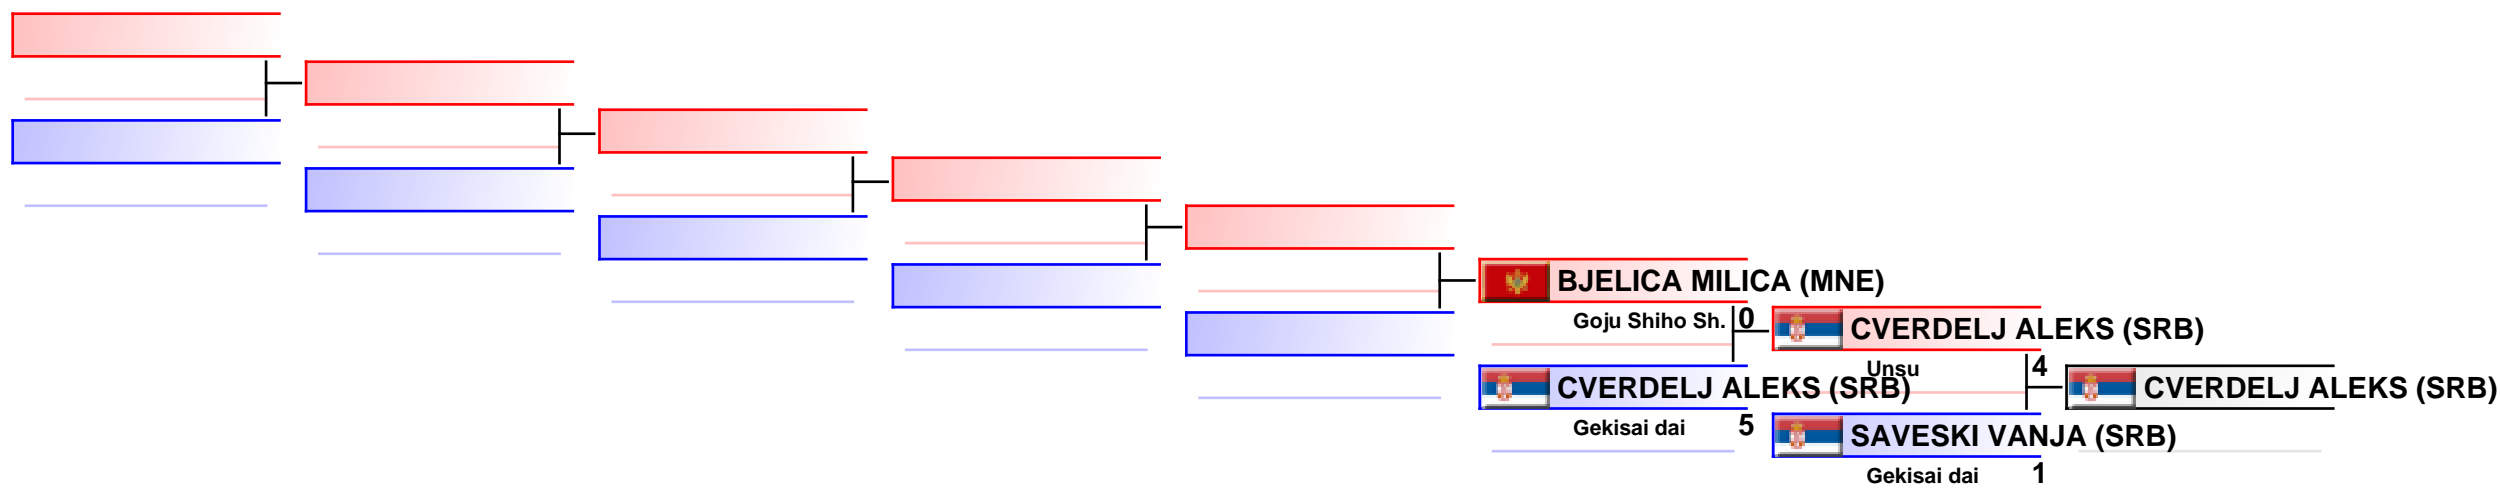 BJELICA MILICA (MNE)
Goju Shiho Sh. 0
CVERDELJ ALEKS (SRB)
Gekisai dai 5
CVERDELJ ALEKS (SRB)
Unsu 4
SAVESKI VANJA (SRB)
Gekisai dai 1
CVERDELJ ALEKS (SRB)